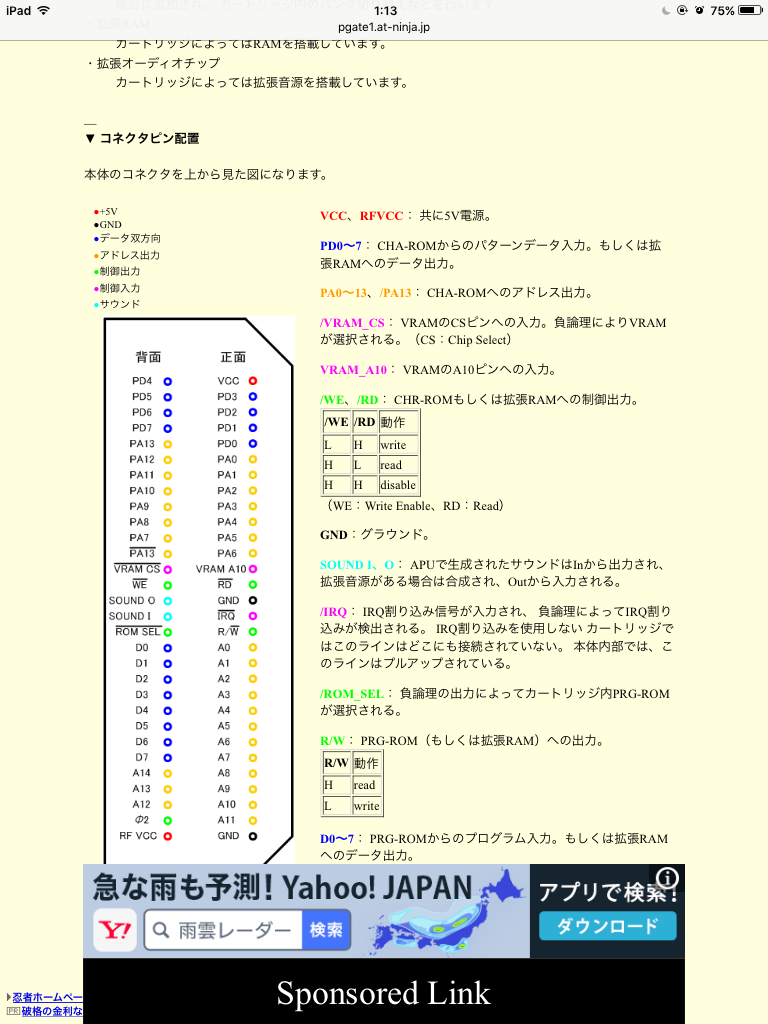 iPad
1:13
75%
pgate1.at-ninja.jp
・拡張RAM
カートリッジによってはRAMを搭載しています。
・拡張オーディオチップ
カートリッジによっては拡張音源を搭載しています。
▼ コネクタピン配置
本体のコネクタを上から見た図になります。
●+5V
●GND
●データ双方向
●アドレス出力
●制御出力
●制御入力
●サウンド
背面 正面
PD4 VCC
PD5 PD3
PD6 PD2
PD7 PD1
PA13 PD0
PA12 PA0
PA11 PA1
PA10 PA2
PA9 PA3
PA8 PA4
PA7 PA5
PA13 PA6
VRAM CS VRAM A10
WE RD
SOUND O GND
SOUND I IRQ
ROM SEL R/W
D0 A0
D1 A1
D2 A2
D3 A3
D4 A4
D5 A5
D6 A6
D7 A7
A14 A8
A13 A9
A12 A10
Φ2 A11
RF VCC GND
VCC、RFVCC： 共に5V電源。
PD0〜7： CHA-ROMからのパターンデータ入力。もしくは拡
張RAMへのデータ出力。
PA0〜13、/PA13： CHA-ROMへのアドレス出力。
/VRAM_CS： VRAMのCSピンへの入力。負論理によりVRAM
が選択される。（CS：Chip Select）
VRAM_A10： VRAMのA10ピンへの入力。
/WE、/RD： CHR-ROMもしくは拡張RAMへの制御出力。
/WE /RD 動作
L H write
H L read
H H disable
（WE：Write Enable、RD：Read）
GND：グラウンド。
SOUND I、O： APUで生成されたサウンドはInから出力され、
拡張音源がある場合は合成され、Outから入力される。
/IRQ： IRQ割り込み信号が入力され、 負論理によってIRQ割り
込みが検出される。 IRQ割り込みを使用しない カートリッジで
はこのラインはどこにも接続されていない。 本体内部では、こ
のラインはプルアップされている。
/ROM_SEL： 負論理の出力によってカートリッジ内PRG-ROM
が選択される。
R/W： PRG-ROM（もしくは拡張RAM）への出力。
R/W 動作
H read
L write
D0〜7： PRG-ROMからのプログラム入力。もしくは拡張RAM
へのデータ出力。
急な雨も予測！Yahoo! JAPAN
Y! 雨雲レーダー 検索
アプリで検索！
ダウンロード
Sponsored Link
忍者ホームペー
PR 破格の金利な